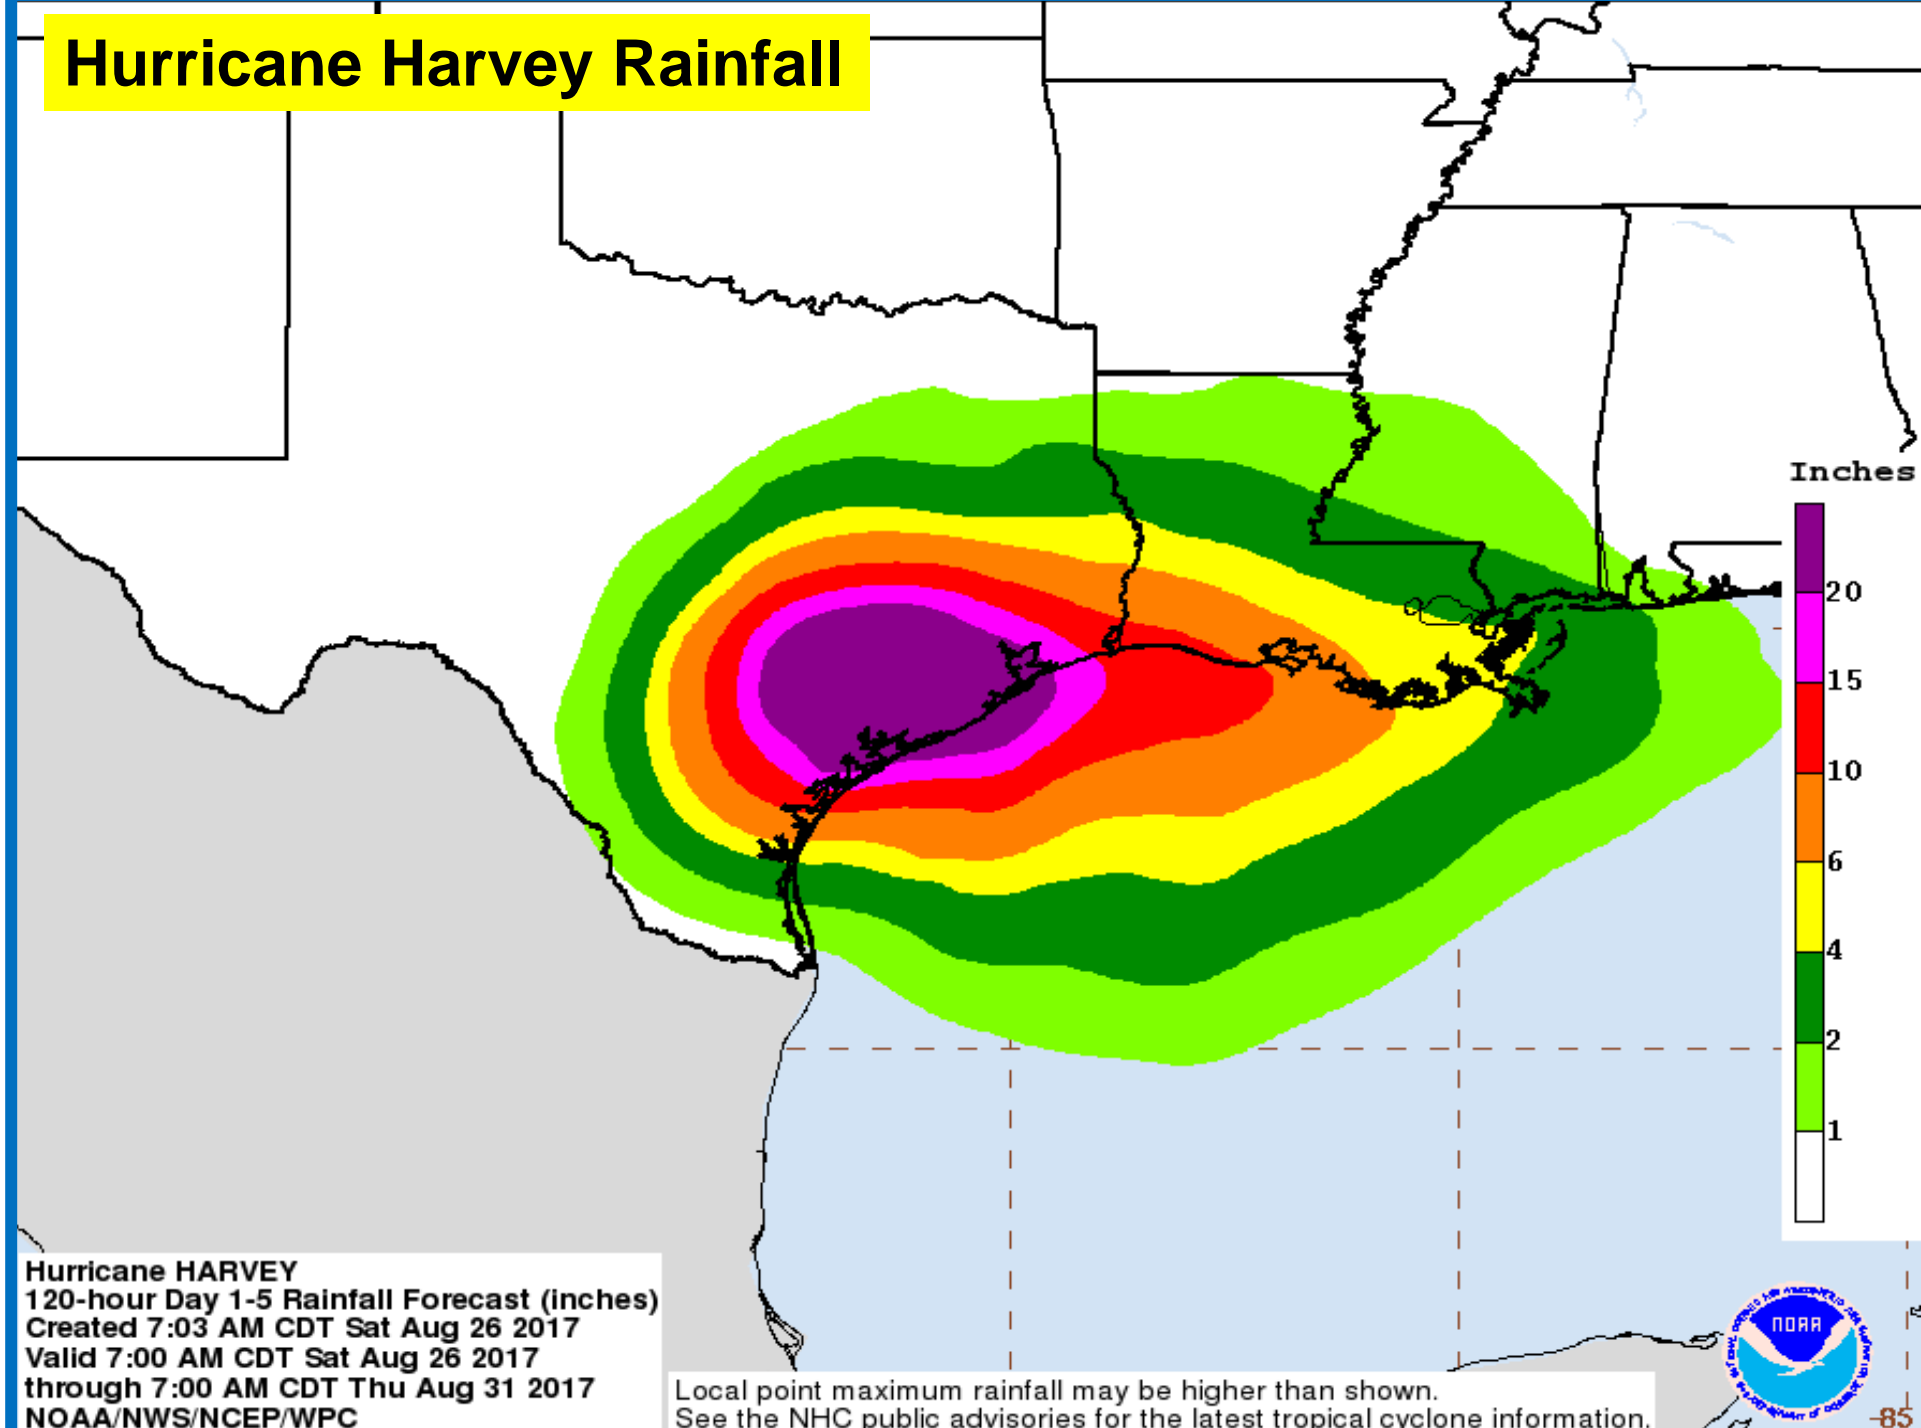 Hurricane Harvey Rainfall
Inches
20
15
10
6
4
2
1
Hurricane HARVEY
120-hour Day 1-5 Rainfall Forecast (inches)
Created 7:03 AM CDT Sat Aug 26 2017
Valid 7:00 AM CDT Sat Aug 26 2017
through 7:00 AM CDT Thu Aug 31 2017
NOAA/NWS/NCEP/WPC
Local point maximum rainfall may be higher than shown.
See the NHC public advisories for the latest tropical cyclone information.
NOAA
-85